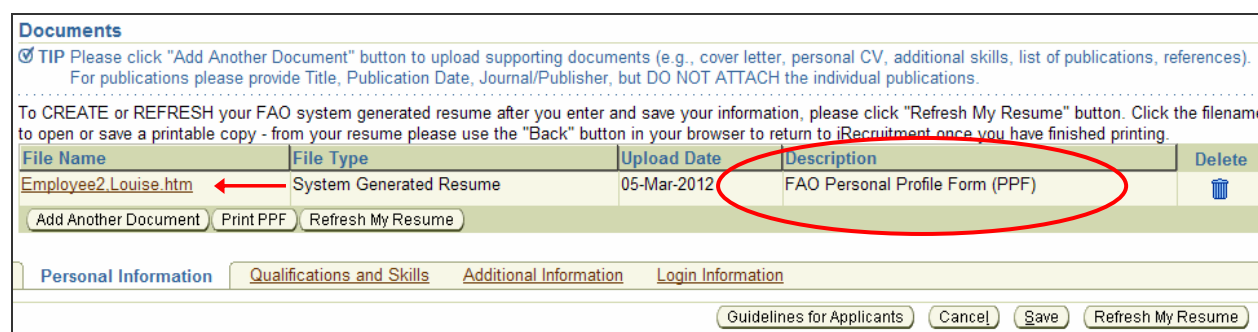 Documents
TIP Please click "Add Another Document" button to upload supporting documents (e.g., cover letter, personal CV, additional skills, list of publications, references).
For publications please provide Title, Publication Date, Journal/Publisher, but DO NOT ATTACH the individual publications.
To CREATE or REFRESH your FAO system generated resume after you enter and save your information, please click "Refresh My Resume" button. Click the filename
to open or save a printable copy - from your resume please use the "Back" button in your browser to return to iRecruitment once you have finished printing.
File Name File Type Upload Date Description Delete
Employee2,Louise.htm System Generated Resume 05-Mar-2012 FAO Personal Profile Form (PPF)
Add Another Document Print PPF Refresh My Resume
Personal Information Qualifications and Skills Additional Information Login Information
Guidelines for Applicants Cancel Save Refresh My Resume